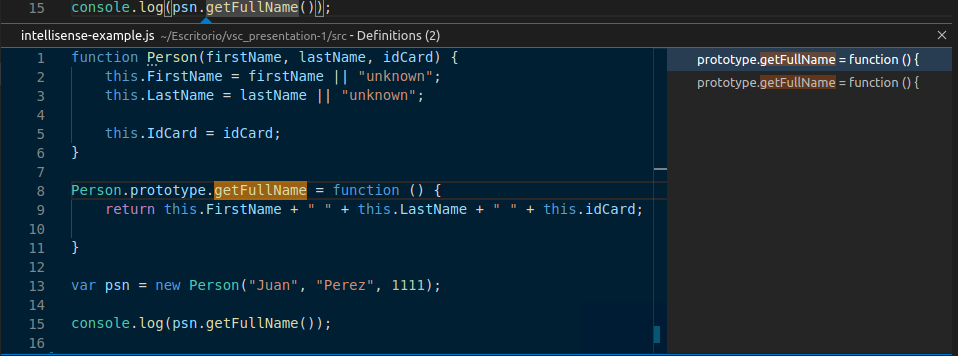 15 console.log(psn.getFullName());
intellisense-example.js ~/Escritorio/vsc_presentation-1/src - Definitions (2)
1 function Person(firstName, lastName, idCard) {
2 this.FirstName = firstName || "unknown";
3 this.LastName = lastName || "unknown";
4
5 this.IdCard = idCard;
6 }
7
8 Person.prototype.getFullName = function () {
9 return this.FirstName + " " + this.LastName + " " + this.idCard;
10
11 }
12
13 var psn = new Person("Juan", "Perez", 1111);
14
15 console.log(psn.getFullName());
16
prototype.getFullName = function () {
prototype.getFullName = function () {